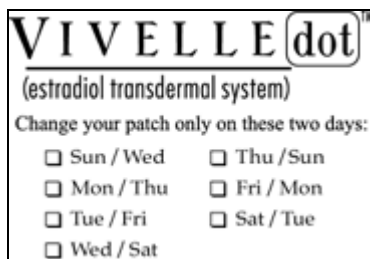 VIVELLE dot™
(estradiol transdermal system)
Change your patch only on these two days:
❑ Sun / Wed ❑ Thu / Sun
❑ Mon / Thu ❑ Fri / Mon
❑ Tue / Fri ❑ Sat / Tue
❑ Wed / Sat